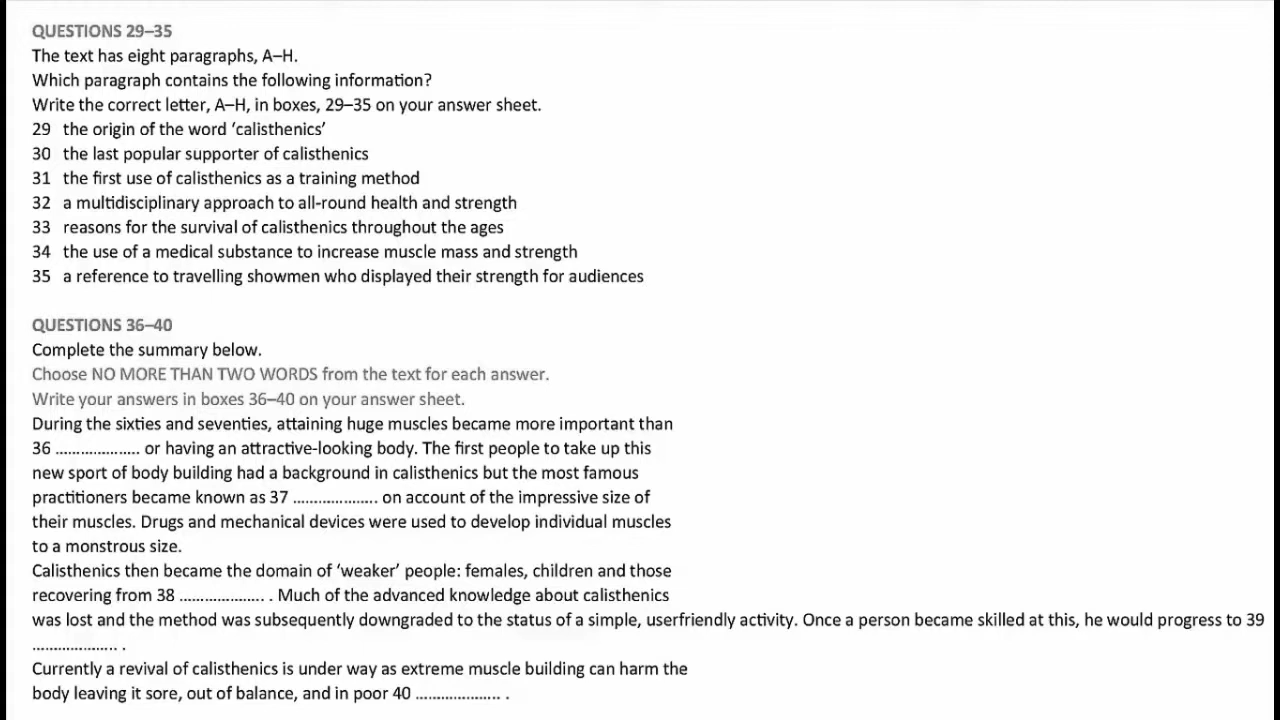 QUESTIONS 29–35
The text has eight paragraphs, A–H.
Which paragraph contains the following information?
Write the correct letter, A–H, in boxes, 29–35 on your answer sheet.
29 the origin of the word ‘calisthenics’
30 the last popular supporter of calisthenics
31 the first use of calisthenics as a training method
32 a multidisciplinary approach to all-round health and strength
33 reasons for the survival of calisthenics throughout the ages
34 the use of a medical substance to increase muscle mass and strength
35 a reference to travelling showmen who displayed their strength for audiences
QUESTIONS 36–40
Complete the summary below.
Choose NO MORE THAN TWO WORDS from the text for each answer.
Write your answers in boxes 36–40 on your answer sheet.
During the sixties and seventies, attaining huge muscles became more important than
36 .................... or having an attractive-looking body. The first people to take up this
new sport of body building had a background in calisthenics but the most famous
practitioners became known as 37 .................... on account of the impressive size of
their muscles. Drugs and mechanical devices were used to develop individual muscles
to a monstrous size.
Calisthenics then became the domain of ‘weaker’ people: females, children and those
recovering from 38 .................... . Much of the advanced knowledge about calisthenics
was lost and the method was subsequently downgraded to the status of a simple, userfriendly activity. Once a person became skilled at this, he would progress to 39
.................... .
Currently a revival of calisthenics is under way as extreme muscle building can harm the
body leaving it sore, out of balance, and in poor 40 .................... .